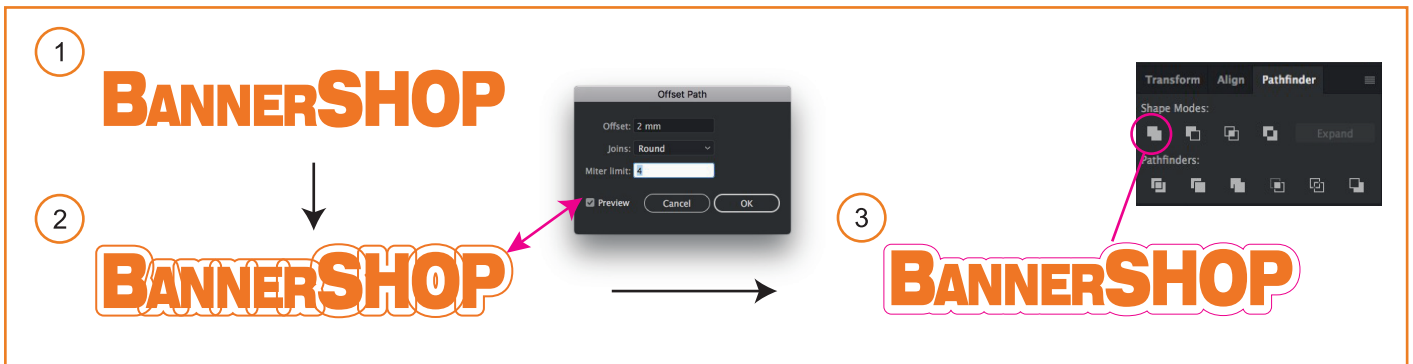 1
BANNERSHOP
Offset Path
Offset: 2 mm
Joins: Round
Miter limit: 4
Preview
Cancel
OK
2
BANNERSHOP
Transform Align Pathfinder
Shape Modes:
Expand
Pathfinders:
3
BANNERSHOP